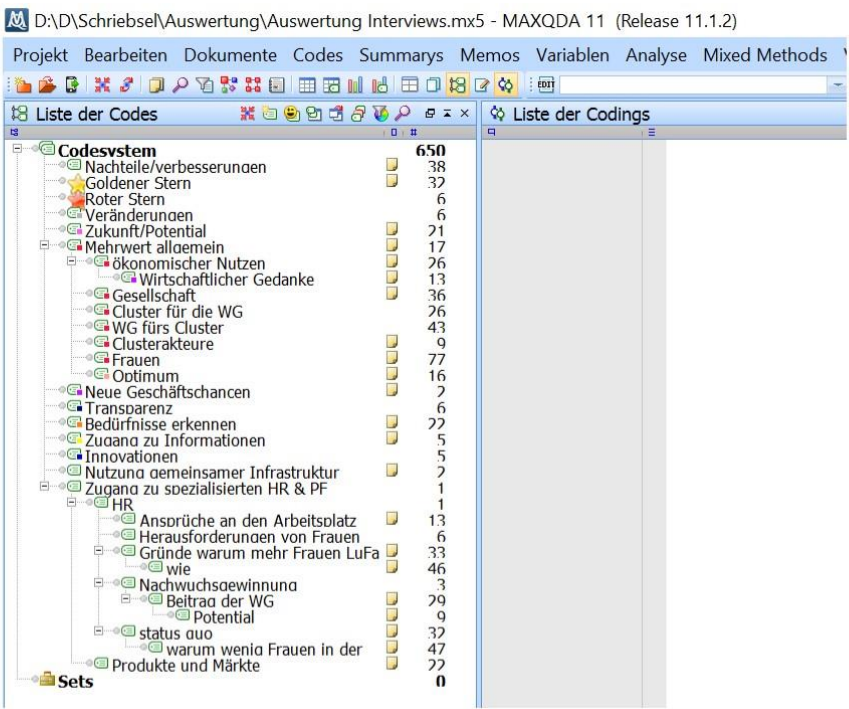 D:\D\Schriebsel\Auswertung\Auswertung Interviews.mx5 - MAXQDA 11 (Release 11.1.2)
Projekt Bearbeiten Dokumente Codes Summarys Memos Variablen Analyse Mixed Methods
EDIT
Liste der Codes
Liste der Codings
Codesystem 650
Nachteile/verbesserungen 38
Goldener Stern 32
Roter Stern 6
Veränderungen 6
Zukunft/Potential 21
Mehrwert allgemein 17
ökonomischer Nutzen 26
Wirtschaftlicher Gedanke 13
Gesellschaft 36
Cluster für die WG 26
WG fürs Cluster 43
Clusterakteure 9
Frauen 77
Optimum 16
Neue Geschäftschancen 2
Transparenz 6
Bedürfnisse erkennen 22
Zugang zu Informationen 5
Innovationen 5
Nutzung gemeinsamer Infrastruktur 2
Zugang zu spezialisierten HR & PF 1
HR 1
Ansprüche an den Arbeitsplatz 13
Herausforderungen von Frauen 6
Gründe warum mehr Frauen LuFa 33
wie 46
Nachwuchsgewinnung 3
Beitrag der WG 29
Potential 9
status quo 32
warum wenig Frauen in der 47
Produkte und Märkte 22
Sets 0